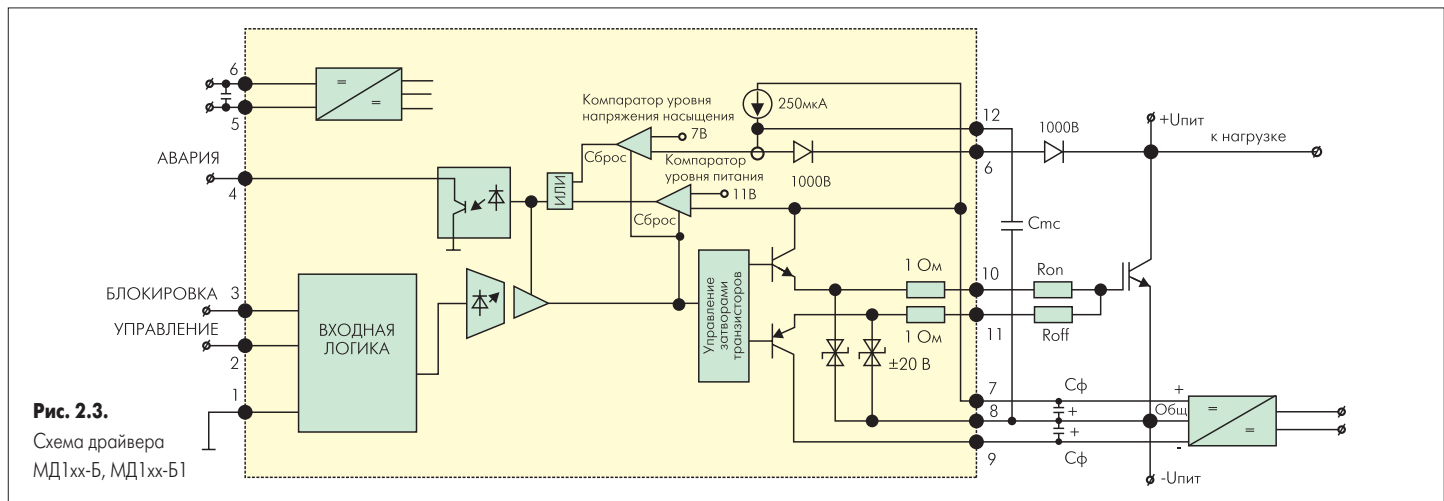 6
5
=
=
АВАРИЯ
4
БЛОКИРОВКА
3
УПРАВЛЕНИЕ
2
1
ВХОДНАЯ
ЛОГИКА
Рис. 2.3.
Схема драйвера
МД1хх-Б, МД1хх-Б1
Компаратор уровня
напряжения насыщения
7В
Сброс
ИЛИ
Компаратор
уровня питания
11В
Сброс
250мкА
1000В
Управление
затворами
транзисторов
1 Ом
1 Ом
±20 В
12
6
10
11
7
8
9
1000В
+Uпит
к нагрузке
Cmc
Ron
Roff
Сф
+
+
Общ
+
-
Сф
=
=
-Uпит